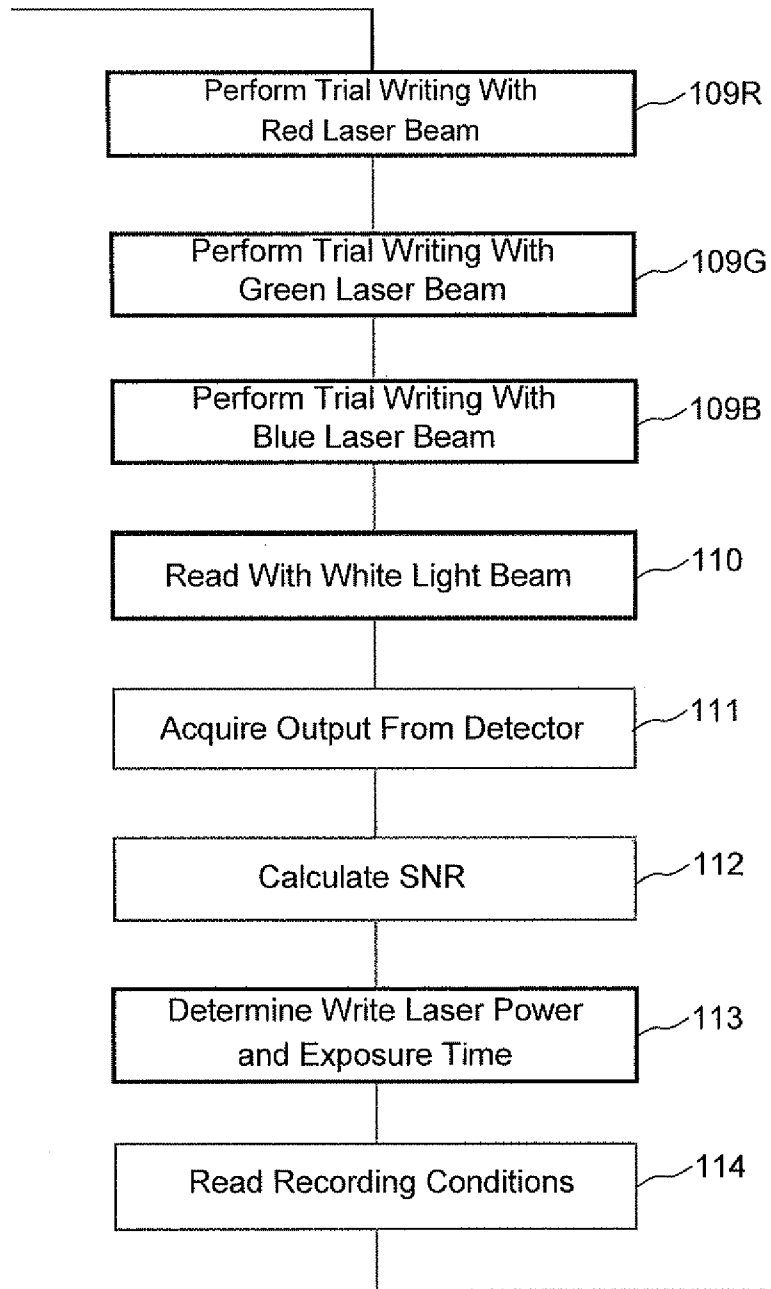 Perform Trial Writing With
Red Laser Beam
109R
Perform Trial Writing With
Green Laser Beam
109G
Perform Trial Writing With
Blue Laser Beam
109B
Read With White Light Beam
110
Acquire Output From Detector
111
Calculate SNR
112
Determine Write Laser Power
and Exposure Time
113
Read Recording Conditions
114